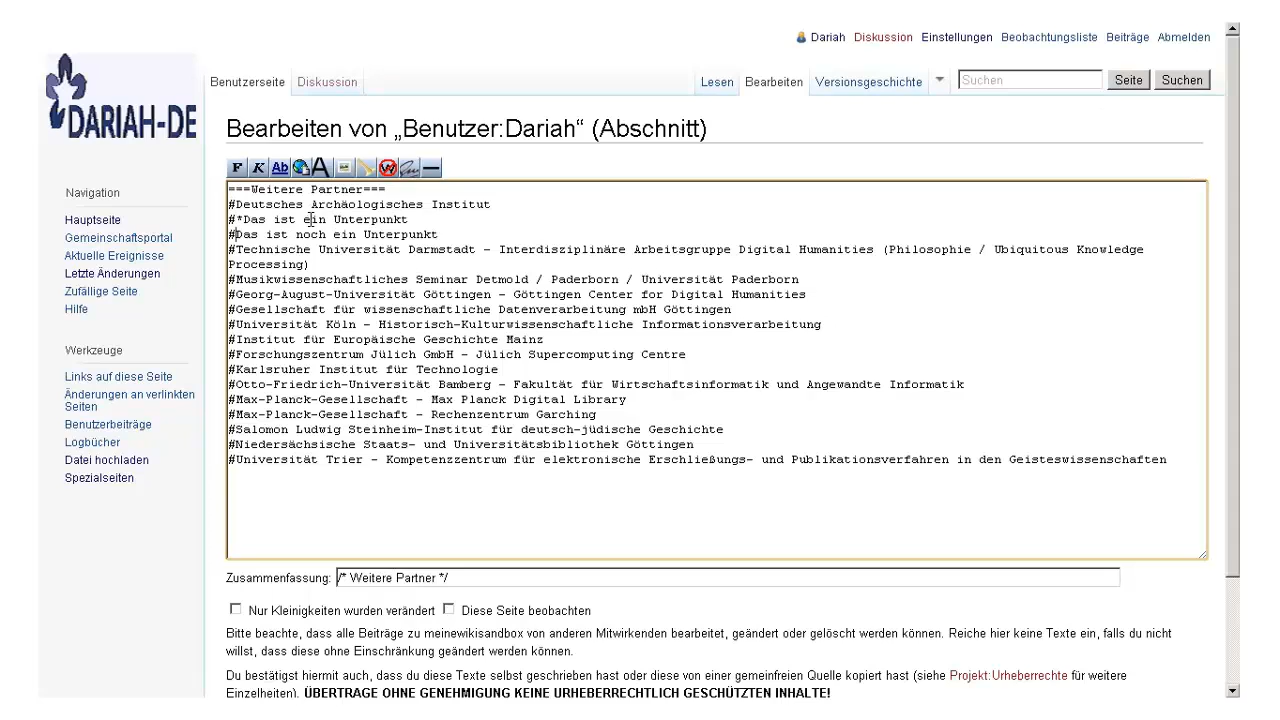 Dariah Diskussion Einstellungen Beobachtungsliste Beiträge Abmelden
DARIAH-DE
Benutzerseite Diskussion Lesen Bearbeiten Versionsgeschichte Suchen Seite Suchen
Bearbeiten von „Benutzer:Dariah“ (Abschnitt)
F K Ab A W
Navigation
Hauptseite
Gemeinschaftsportal
Aktuelle Ereignisse
Letzte Änderungen
Zufällige Seite
Hilfe
Werkzeuge
Links auf diese Seite
Änderungen an verlinkten
Seiten
Benutzerbeiträge
Logbücher
Datei hochladen
Spezialseiten
===Weitere Partner===
#Deutsches Archäologisches Institut
#*Das ist ein Unterpunkt
#Das ist noch ein Unterpunkt
#Technische Universität Darmstadt - Interdisziplinäre Arbeitsgruppe Digital Humanities (Philosophie / Ubiquitous Knowledge
Processing)
#Musikwissenschaftliches Seminar Detmold / Paderborn / Universität Paderborn
#Georg-August-Universität Göttingen - Göttingen Center for Digital Humanities
#Gesellschaft für wissenschaftliche Datenverarbeitung mbH Göttingen
#Universität Köln - Historisch-Kulturwissenschaftliche Informationsverarbeitung
#Institut für Europäische Geschichte Mainz
#Forschungszentrum Jülich GmbH - Jülich Supercomputing Centre
#Karlsruher Institut für Technologie
#Otto-Friedrich-Universität Bamberg - Fakultät für Wirtschaftsinformatik und Angewandte Informatik
#Max-Planck-Gesellschaft - Max Planck Digital Library
#Max-Planck-Gesellschaft - Rechenzentrum Garching
#Salomon Ludwig Steinheim-Institut für deutsch-jüdische Geschichte
#Niedersächsische Staats- und Universitätsbibliothek Göttingen
#Universität Trier - Kompetenzzentrum für elektronische Erschließungs- und Publikationsverfahren in den Geisteswissenschaften
Zusammenfassung: /* Weitere Partner */
Nur Kleinigkeiten wurden verändert Diese Seite beobachten
Bitte beachte, dass alle Beiträge zu meinewikisandbox von anderen Mitwirkenden bearbeitet, geändert oder gelöscht werden können. Reiche hier keine Texte ein, falls du nicht
willst, dass diese ohne Einschränkung geändert werden können.
Du bestätigst hiermit auch, dass du diese Texte selbst geschrieben hast oder diese von einer gemeinfreien Quelle kopiert hast (siehe Projekt:Urheberrechte für weitere
Einzelheiten). ÜBERTRAGE OHNE GENEHMIGUNG KEINE URHEBERRECHTLICH GESCHÜTZTEN INHALTE!